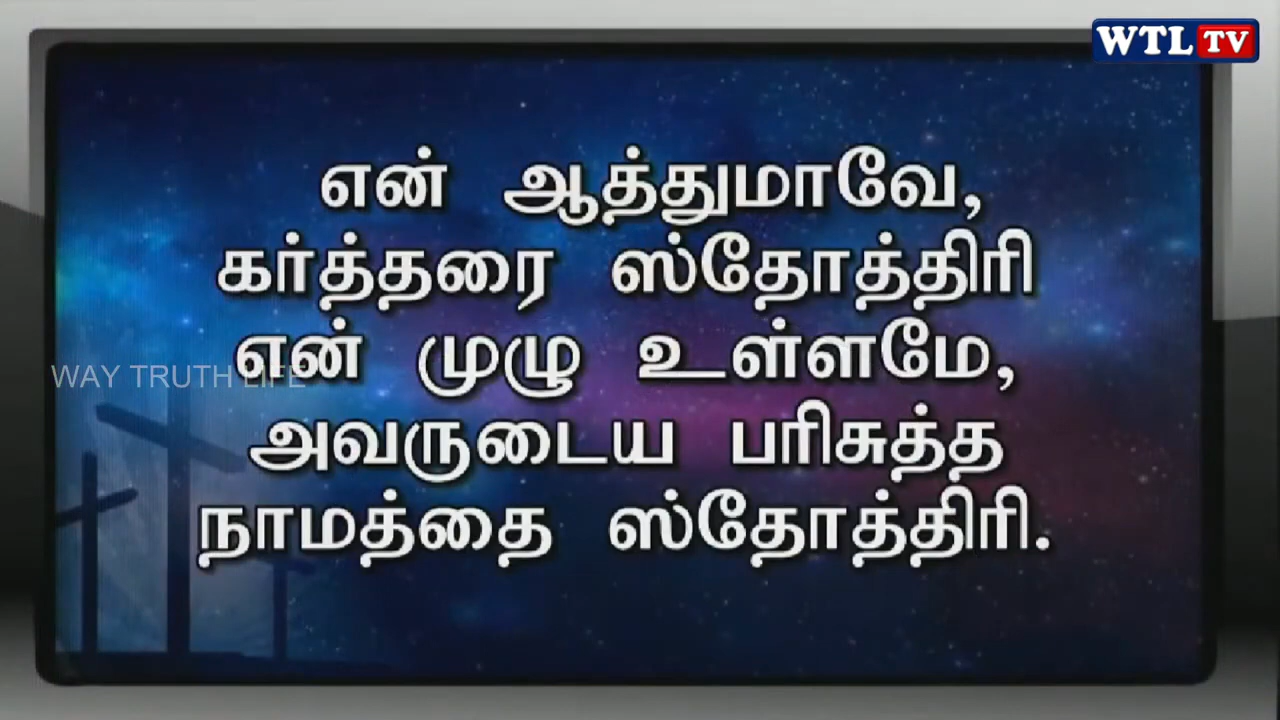 WTL TV
என் ஆத்துமாவே,
கர்த்தரை ஸ்தோத்திரி
என் முழு உள்ளமே,
WAY TRUTH LIFE
அவருடைய பரிசுத்த
நாமத்தை ஸ்தோத்திரி.